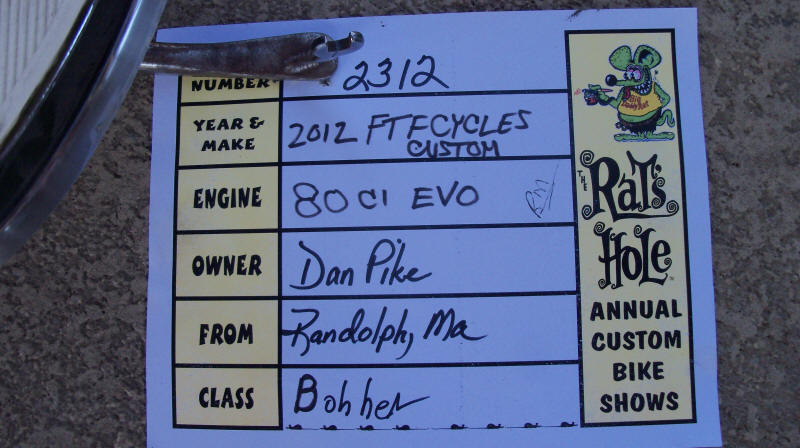 NUMBER 2312
YEAR & MAKE 2012 FTFCYCLES CUSTOM
ENGINE 80 CI EVO
OWNER Dan Pike
FROM Randolph, Ma
CLASS Bobber
THE
RAT'S
HOLE
ANNUAL
CUSTOM
BIKE
SHOWS